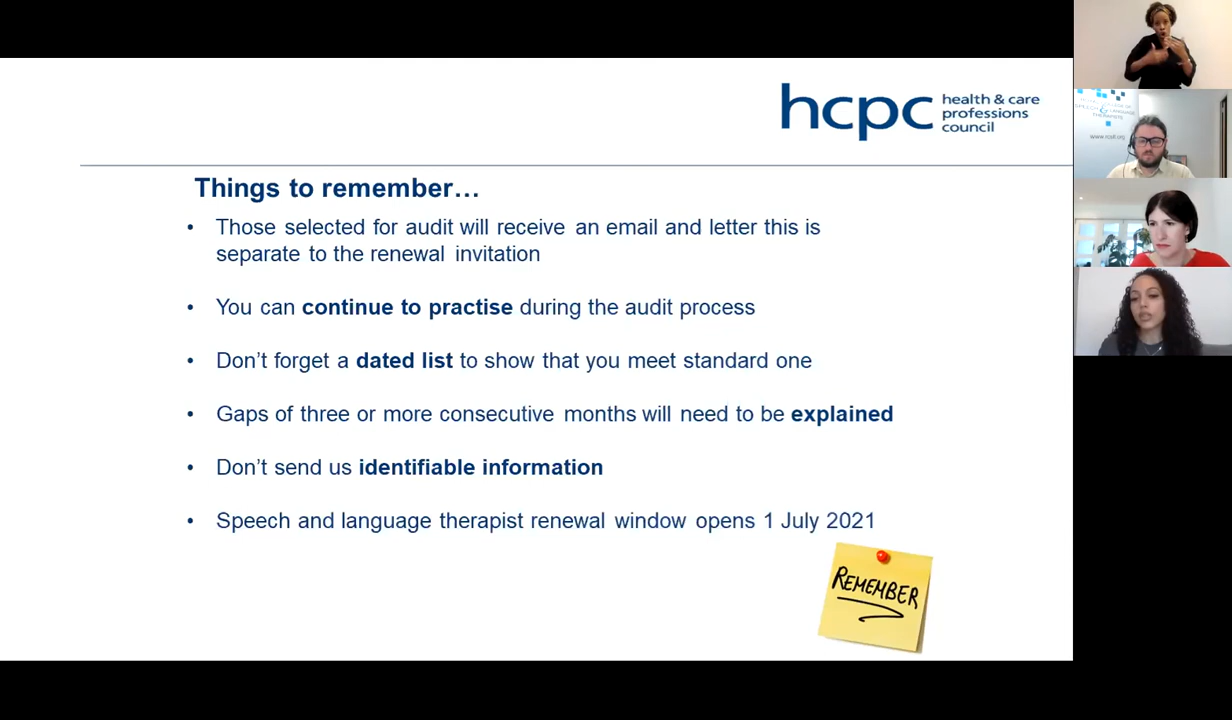 hcpc
health & care
professions
council
Things to remember…
• Those selected for audit will receive an email and letter this is
separate to the renewal invitation
• You can continue to practise during the audit process
• Don’t forget a dated list to show that you meet standard one
• Gaps of three or more consecutive months will need to be explained
• Don’t send us identifiable information
• Speech and language therapist renewal window opens 1 July 2021
REMEMBER
SPEECH & LANGUAGE
THERAPISTS